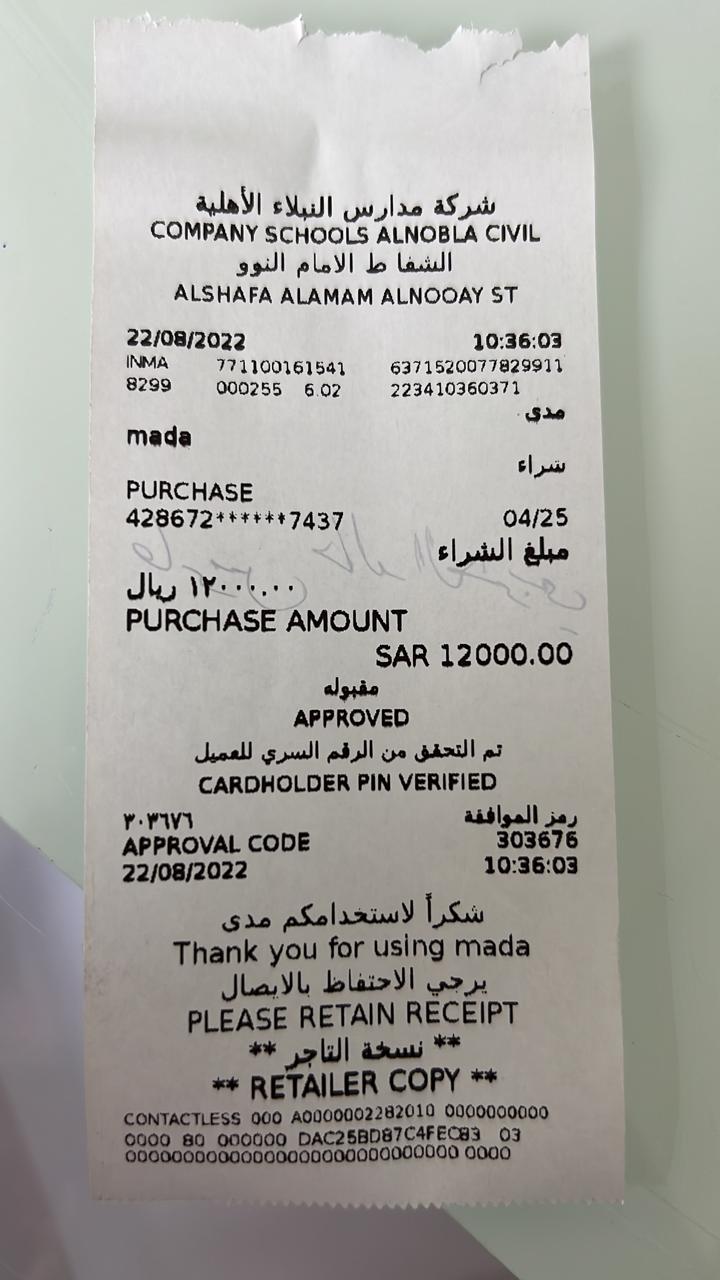 شركة مدارس النبلاء الأهلية
COMPANY SCHOOLS ALNOBLA CIVIL
الشفا ط الامام النوو
ALSHAFA ALAMAM ALNOOAY ST
22/08/2022 10:36:03
INMA 771100161541 6371520077829911
8299 000255 6.02 223410360371
مدى
mada
شراء
PURCHASE
428672******7437 04/25
مبلغ الشراء
١٢٠٠٠.٠٠ ريال
PURCHASE AMOUNT
SAR 12000.00
مقبوله
APPROVED
تم التحقق من الرقم السري للعميل
CARDHOLDER PIN VERIFIED
رمز الموافقة ٣٠٣٦٧٦
APPROVAL CODE 303676
22/08/2022 10:36:03
شكراً لاستخدامكم مدى
Thank you for using mada
يرجي الاحتفاظ بالايصال
PLEASE RETAIN RECEIPT
** نسخة التاجر **
** RETAILER COPY **
CONTACTLESS 000 A0000002282010 0000000000
0000 80 000000 DAC25BD87C4FEC83 03
0000000000000000000000000000 0000